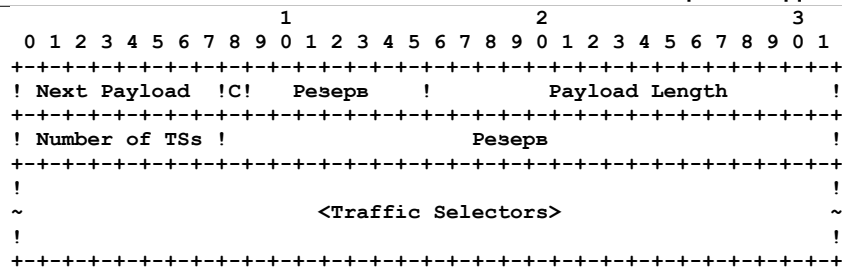 1                   2                   3
 0 1 2 3 4 5 6 7 8 9 0 1 2 3 4 5 6 7 8 9 0 1 2 3 4 5 6 7 8 9 0 1
+-+-+-+-+-+-+-+-+-+-+-+-+-+-+-+-+-+-+-+-+-+-+-+-+-+-+-+-+-+-+-+-+
! Next Payload  !C!   Резерв    !         Payload Length        !
+-+-+-+-+-+-+-+-+-+-+-+-+-+-+-+-+-+-+-+-+-+-+-+-+-+-+-+-+-+-+-+-+
! Number of TSs !                   Резерв                      !
+-+-+-+-+-+-+-+-+-+-+-+-+-+-+-+-+-+-+-+-+-+-+-+-+-+-+-+-+-+-+-+-+
!                                                               !
~                       <Traffic Selectors>                     ~
!                                                               !
+-+-+-+-+-+-+-+-+-+-+-+-+-+-+-+-+-+-+-+-+-+-+-+-+-+-+-+-+-+-+-+-+